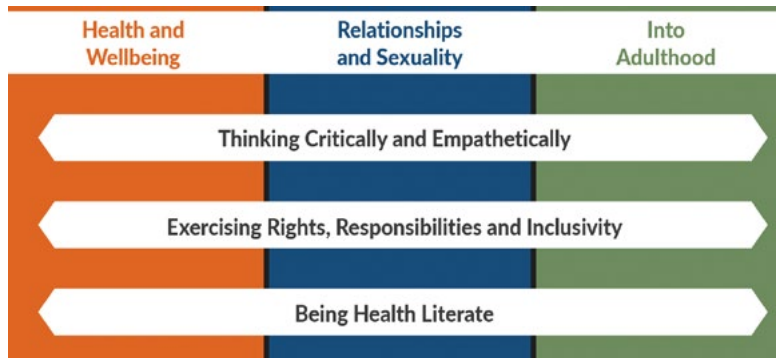 Health and
Wellbeing
Relationships
and Sexuality
Into
Adulthood
Thinking Critically and Empathetically
Exercising Rights, Responsibilities and Inclusivity
Being Health Literate